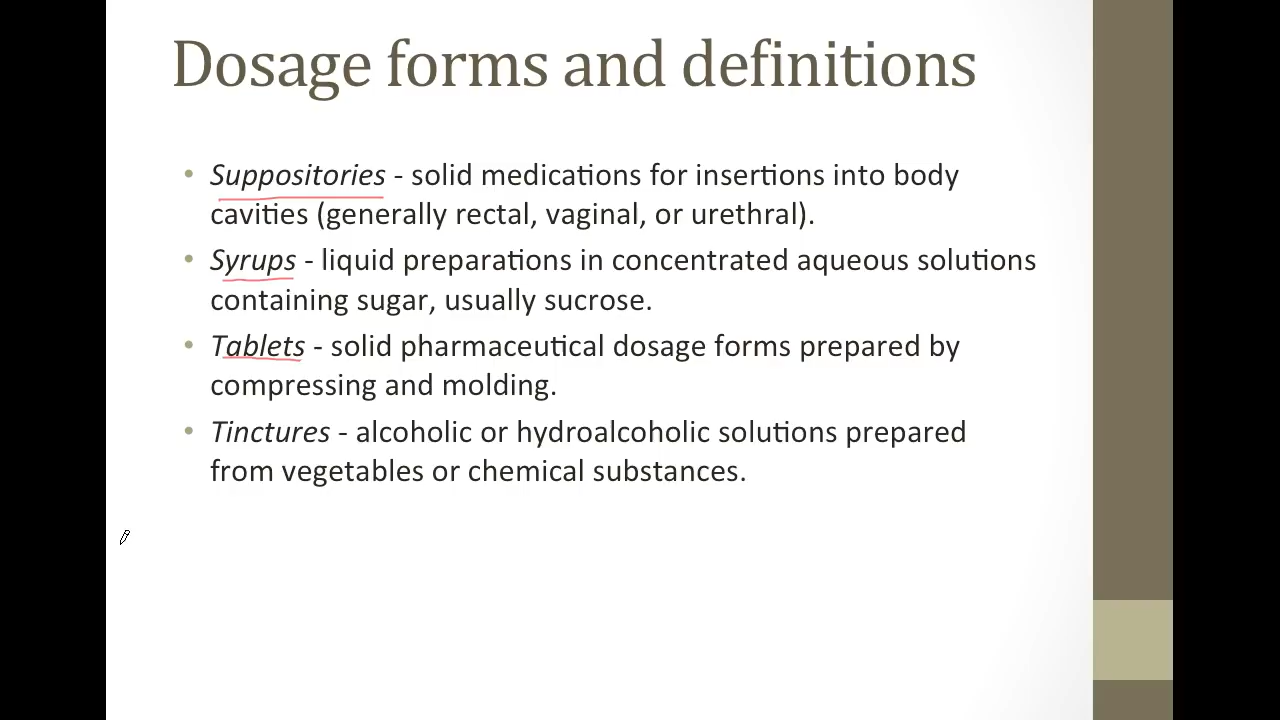 Dosage forms and definitions
• Suppositories - solid medications for insertions into body
cavities (generally rectal, vaginal, or urethral).
• Syrups - liquid preparations in concentrated aqueous solutions
containing sugar, usually sucrose.
• Tablets - solid pharmaceutical dosage forms prepared by
compressing and molding.
• Tinctures - alcoholic or hydroalcoholic solutions prepared
from vegetables or chemical substances.